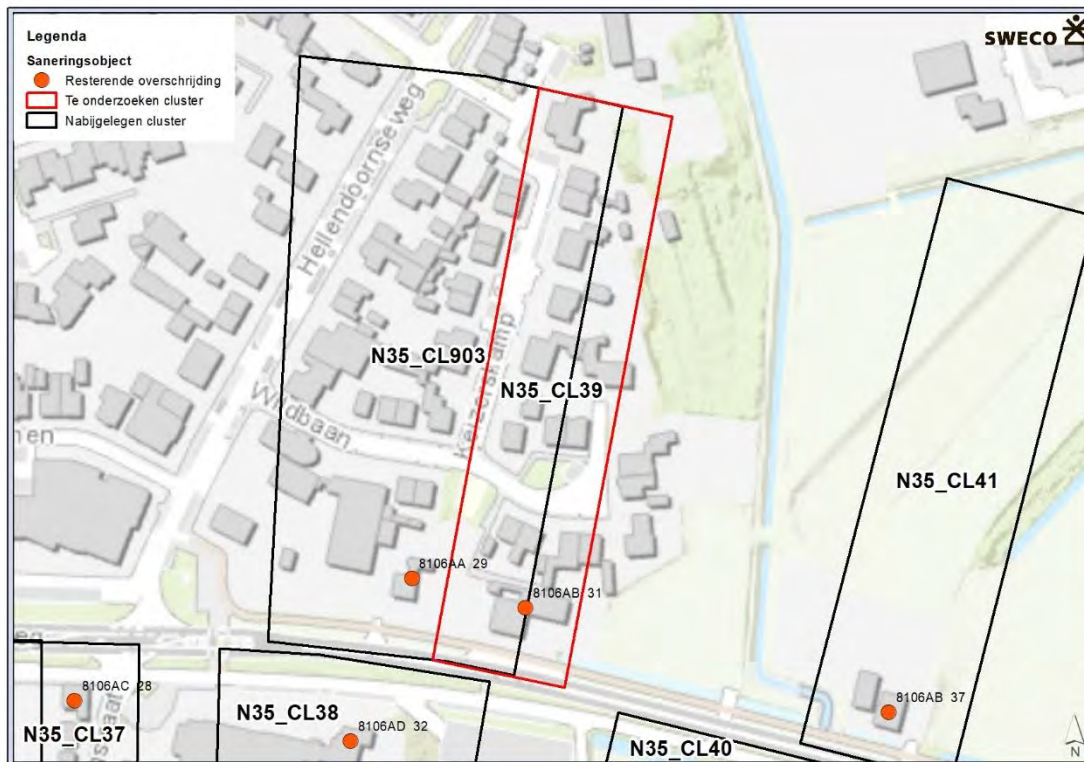 Legenda
Saneringsobject
Resterende overschrijding
Te onderzoeken cluster
Nabijgelegen cluster
SWECO
Hellendoornseweg
N35_CL903
Keizerskamp
N35_CL39
Wildbaan
N35_CL41
8106AA 29
8106AB 31
8106AC 28
8106AD 32
8106AB 37
N35_CL37
N35_CL38
N35_CL40
N